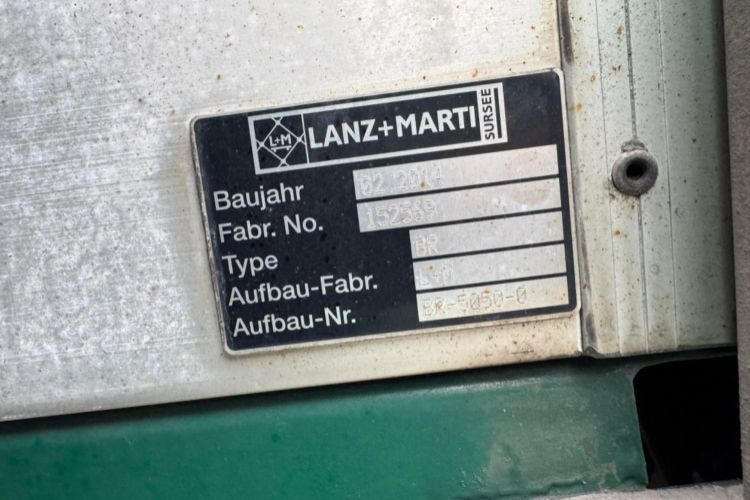 L+M LANZ+MARTI SURSEE
Baujahr 02.2014
Fabr. No. 152569
Type BR
Aufbau-Fabr. L+M
Aufbau-Nr. BR-5050-0